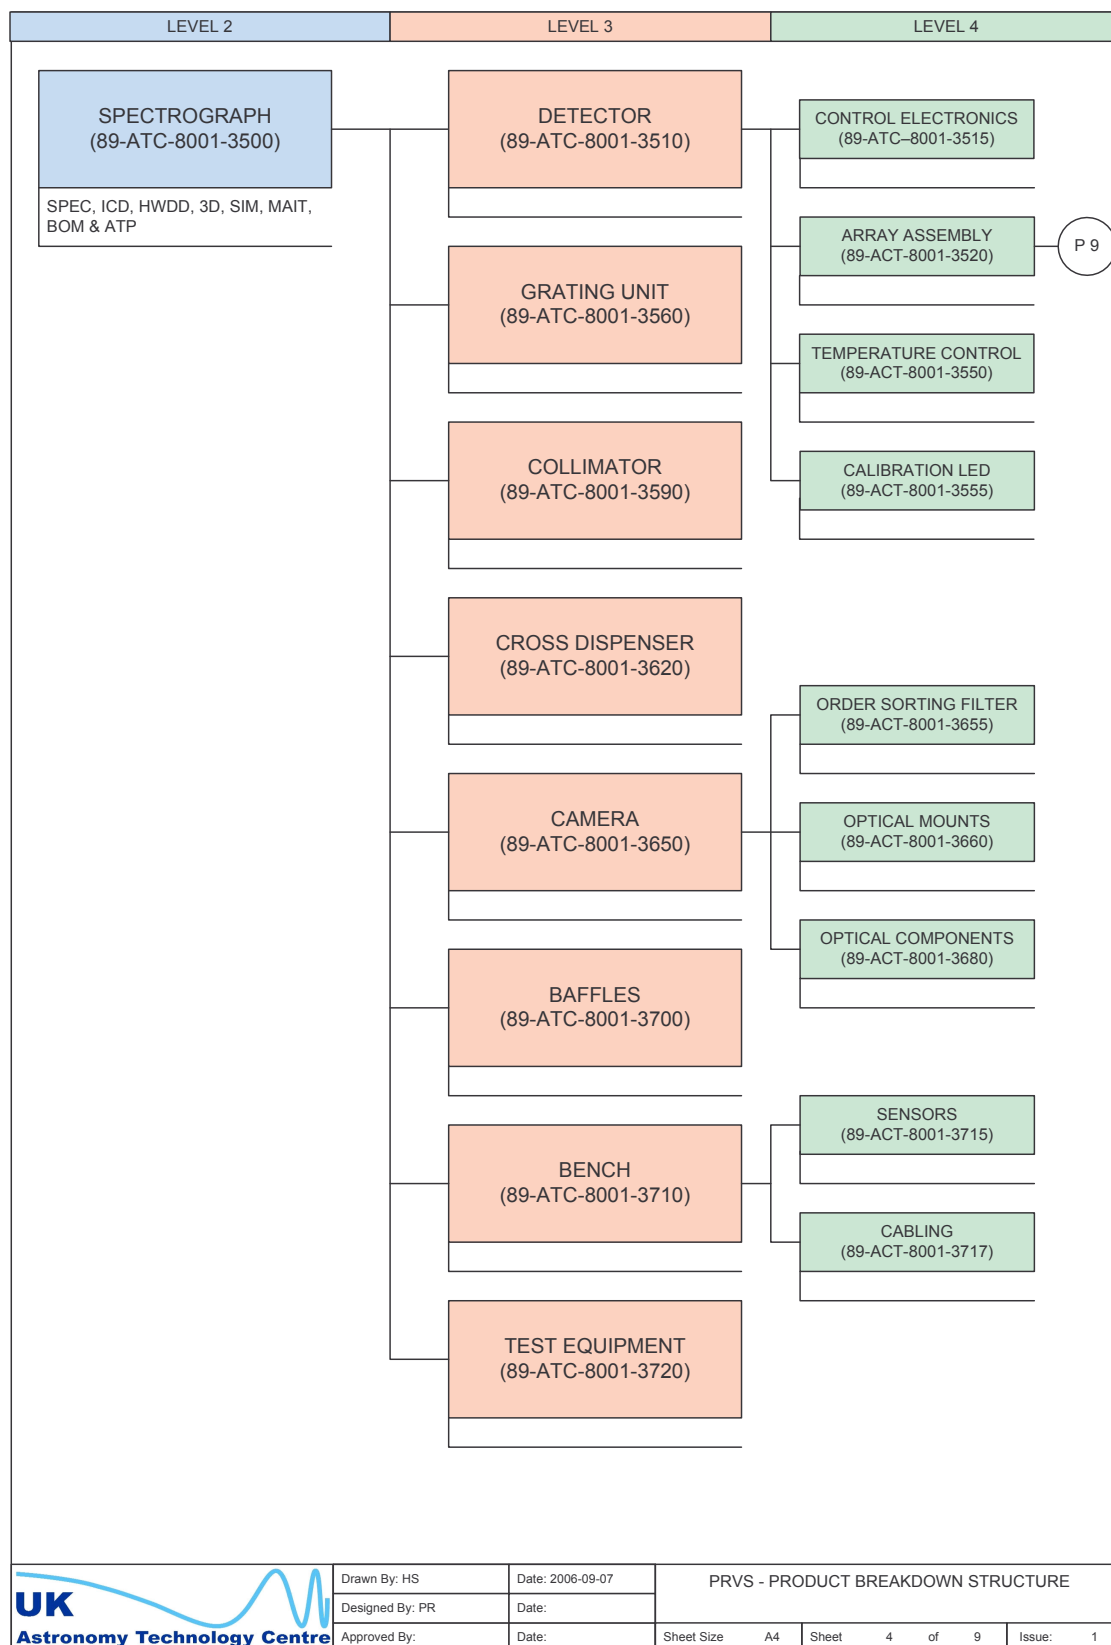 LEVEL 2
LEVEL 3
LEVEL 4
SPECTROGRAPH
(89-ATC-8001-3500)
SPEC, ICD, HWDD, 3D, SIM, MAIT,
BOM & ATP
DETECTOR
(89-ATC-8001-3510)
GRATING UNIT
(89-ATC-8001-3560)
COLLIMATOR
(89-ATC-8001-3590)
CROSS DISPENSER
(89-ATC-8001-3620)
CAMERA
(89-ATC-8001-3650)
BAFFLES
(89-ATC-8001-3700)
BENCH
(89-ATC-8001-3710)
TEST EQUIPMENT
(89-ATC-8001-3720)
CONTROL ELECTRONICS
(89-ATC–8001-3515)
ARRAY ASSEMBLY
(89-ACT-8001-3520)
P 9
TEMPERATURE CONTROL
(89-ACT-8001-3550)
CALIBRATION LED
(89-ACT-8001-3555)
ORDER SORTING FILTER
(89-ACT-8001-3655)
OPTICAL MOUNTS
(89-ACT-8001-3660)
OPTICAL COMPONENTS
(89-ACT-8001-3680)
SENSORS
(89-ACT-8001-3715)
CABLING
(89-ACT-8001-3717)
UK
Astronomy Technology Centre
Drawn By: HS
Date: 2006-09-07
Designed By: PR
Date:
Approved By:
Date:
PRVS - PRODUCT BREAKDOWN STRUCTURE
Sheet Size A4
Sheet 4 of 9
Issue: 1